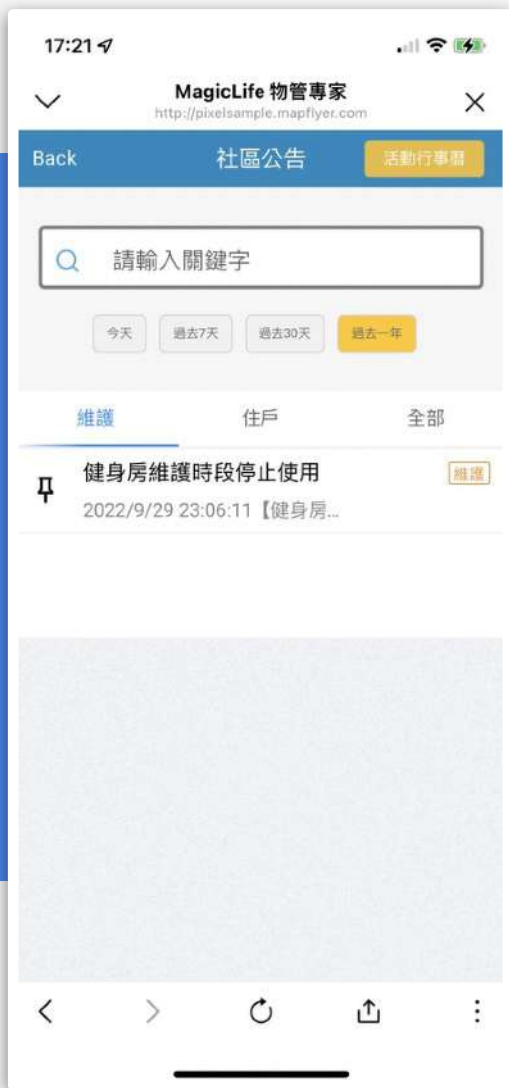 17:21
MagicLife 物管專家
http://pixelsample.mapflyer.com
Back 社區公告 活動行事曆
請輸入關鍵字
今天 過去7天 過去30天 過去一年
維護 住戶 全部
健身房維護時段停止使用 維護
2022/9/29 23:06:11【健身房...